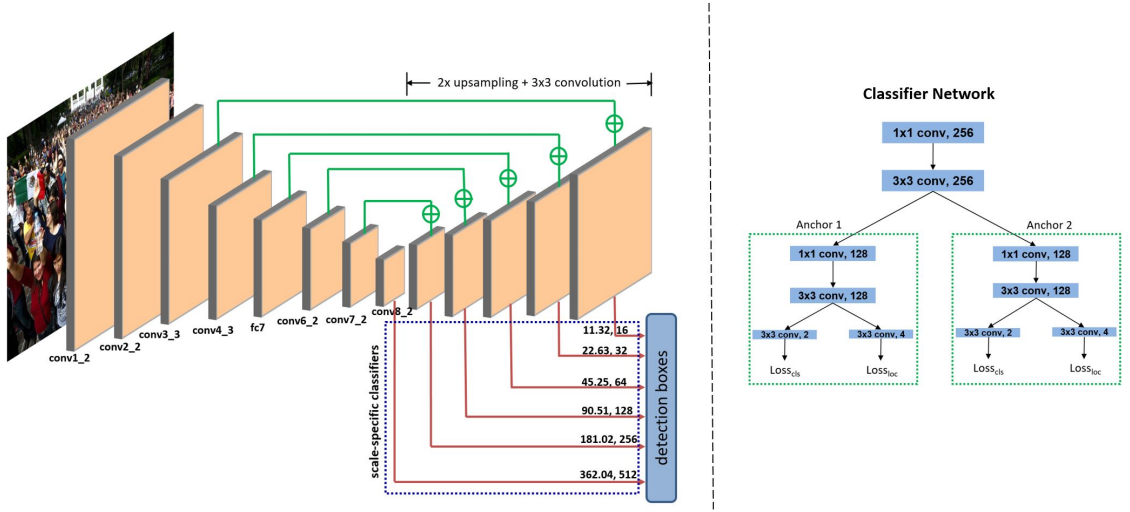 2x upsampling + 3x3 convolution
conv1_2
conv2_2
conv3_3
conv4_3
fc7
conv6_2
conv7_2
conv8_2
scale-specific classifiers
11.32, 16
22.63, 32
45.25, 64
90.51, 128
181.02, 256
362.04, 512
detection boxes
Classifier Network
1x1 conv, 256
3x3 conv, 256
Anchor 1
1x1 conv, 128
3x3 conv, 128
3x3 conv, 2
3x3 conv, 4
Losscls
Lossloc
Anchor 2
1x1 conv, 128
3x3 conv, 128
3x3 conv, 2
3x3 conv, 4
Losscls
Lossloc